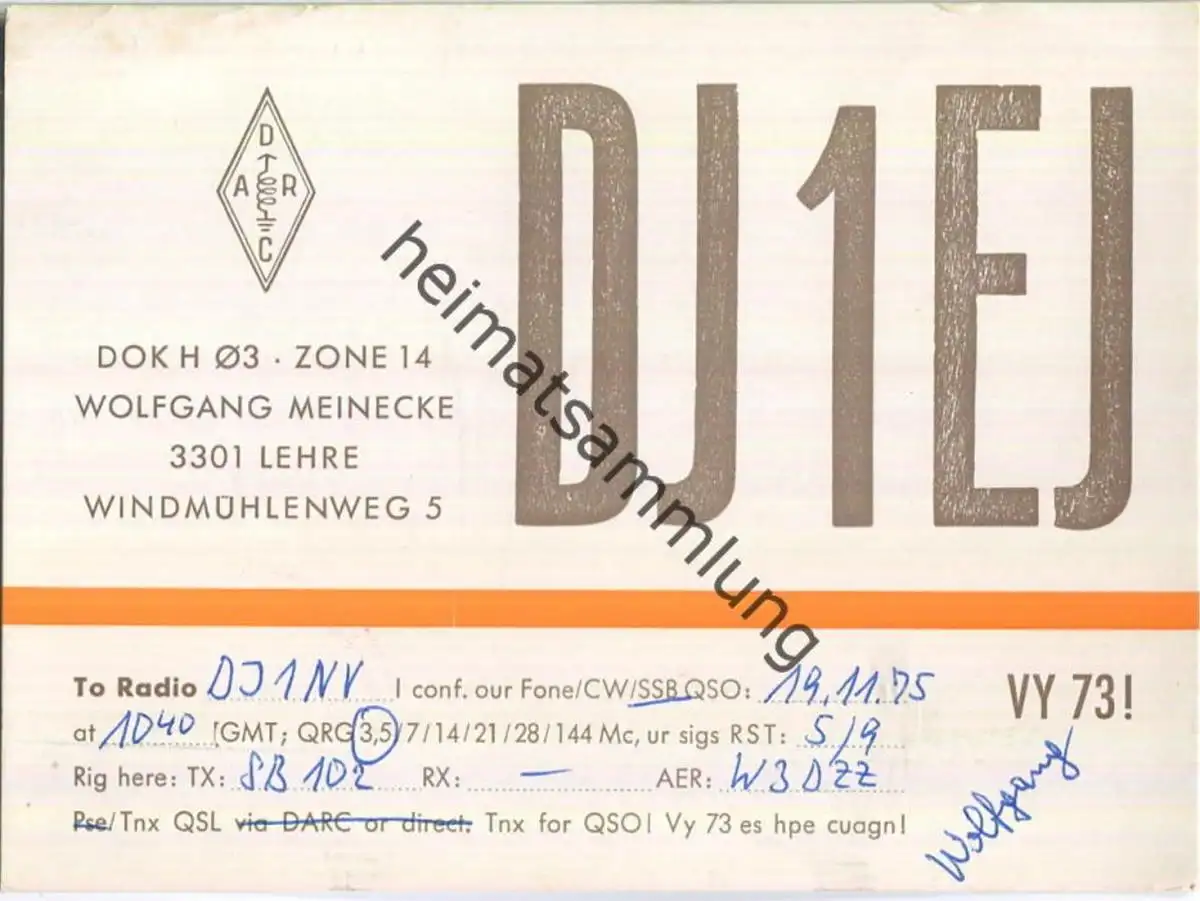 DJ1EJ
D
A R
C
DOK H Ø3 · ZONE 14
WOLFGANG MEINECKE
3301 LEHRE
WINDMÜHLENWEG 5
heimatsammlung
To Radio DJ1NV I conf. our Fone/CW/SSB QSO: 19.11.75
VY 73!
at 1040 [GMT; QRG 3,5/7/14/21/28/144 Mc, ur sigs RST: 5/9
Rig here: TX: SB 102 RX: — AER: W3DZZ
Pse/Tnx QSL via DARC or direct. Tnx for QSO! Vy 73 es hpe cuagn!
Wolfgang